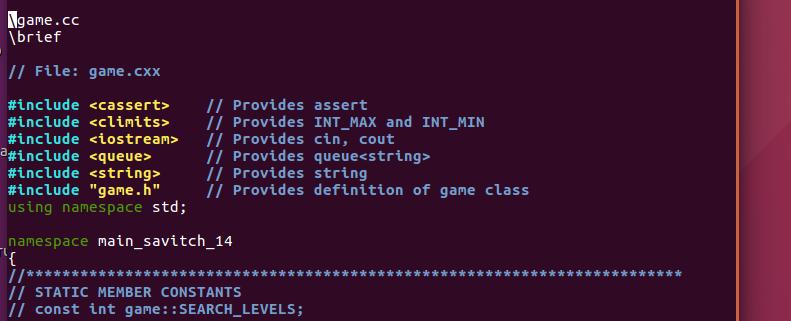 \game.cc
\brief
// File: game.cxx
#include <cassert>    // Provides assert
#include <climits>    // Provides INT_MAX and INT_MIN
#include <iostream>   // Provides cin, cout
#include <queue>      // Provides queue<string>
#include <string>     // Provides string
#include "game.h"     // Provides definition of game class
using namespace std;
namespace main_savitch_14
{
//*************************************************************************
// STATIC MEMBER CONSTANTS
// const int game::SEARCH_LEVELS;